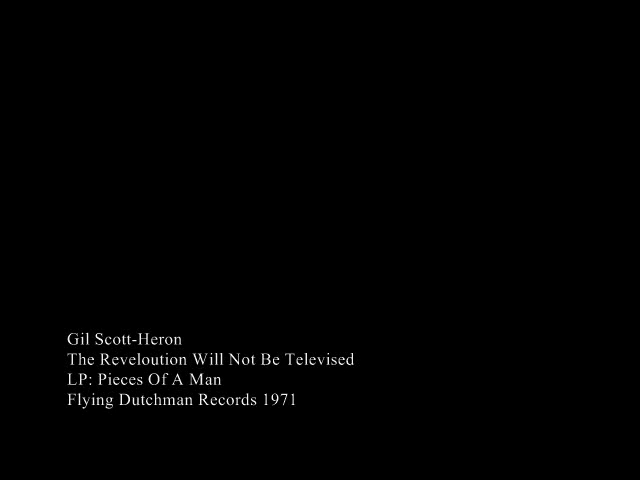 Gil Scott-Heron
The Reveloution Will Not Be Televised
LP: Pieces Of A Man
Flying Dutchman Records 1971